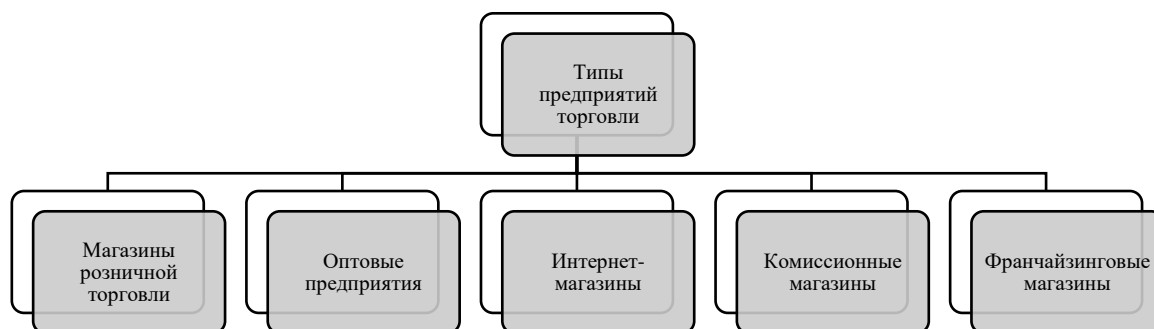 Типы
предприятий
торговли
Магазины
розничной
торговли
Оптовые
предприятия
Интернет-
магазины
Комиссионные
магазины
Франчайзинговые
магазины